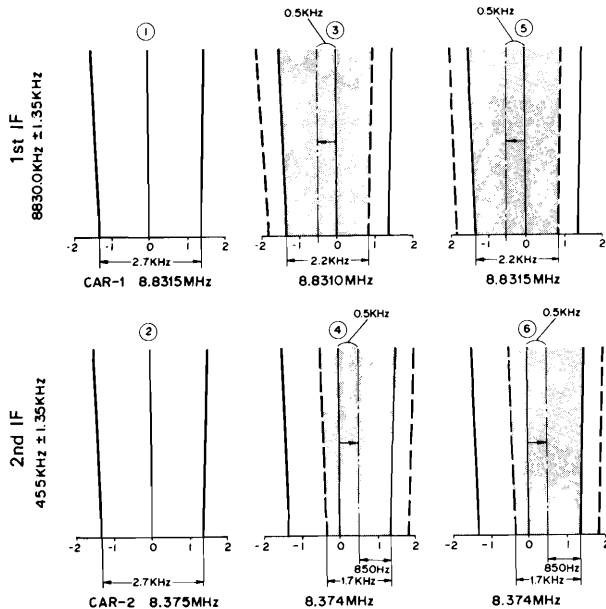 1st IF
8830.0KHz ±1.35KHz
① 0.5KHz ③ 0.5KHz ⑤
-2 -1 0 1 2 -2 -1 0 1 2 -2 -1 0 1 2
2.7KHz 2.2KHz 2.2KHz
CAR-1 8.8315MHz 8.8310MHz 8.8315MHz
2nd IF
455KHz ±1.35KHz
0.5KHz 0.5KHz
② ④ ⑥
-2 -1 0 1 2 -2 -1 0 1 2 -2 -1 0 1 2
850Hz 850Hz
2.7KHz 1.7KHz 1.7KHz
CAR-2 8.375MHz 8.374MHz 8.374MHz